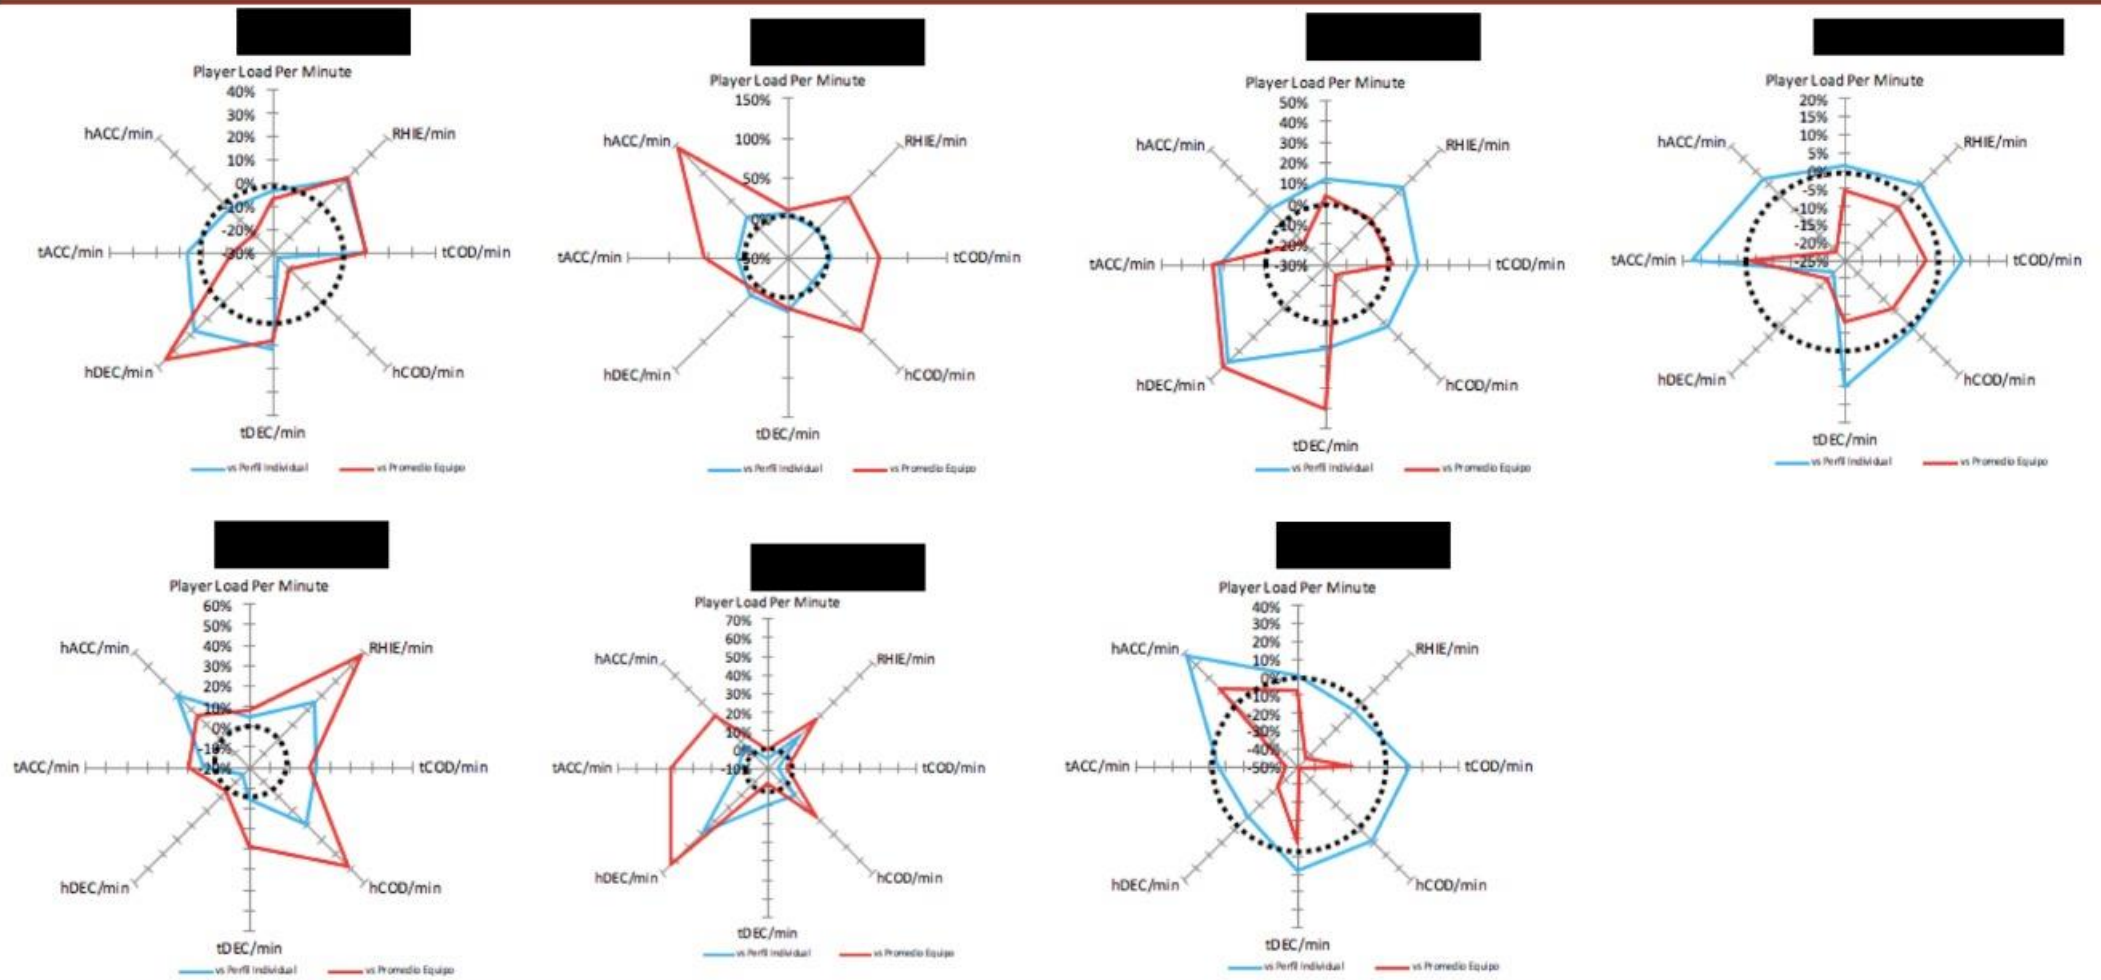 Player Load Per Minute
40%
30%
20%
10%
0%
-10%
-20%
-30%
hACC/min
RHIE/min
tACC/min
tCOD/min
hDEC/min
hCOD/min
tDEC/min
vs Perfil Individual
vs Promedio Equipo
Player Load Per Minute
150%
100%
50%
0%
-50%
hACC/min
RHIE/min
tACC/min
tCOD/min
hDEC/min
hCOD/min
tDEC/min
vs Perfil Individual
vs Promedio Equipo
Player Load Per Minute
50%
40%
30%
20%
10%
0%
-10%
-20%
-30%
hACC/min
RHIE/min
tACC/min
tCOD/min
hDEC/min
hCOD/min
tDEC/min
vs Perfil Individual
vs Promedio Equipo
Player Load Per Minute
20%
15%
10%
5%
0%
-5%
-10%
-15%
-20%
-25%
hACC/min
RHIE/min
tACC/min
tCOD/min
hDEC/min
hCOD/min
tDEC/min
vs Perfil Individual
vs Promedio Equipo
Player Load Per Minute
60%
50%
40%
30%
20%
10%
0%
-10%
-20%
hACC/min
RHIE/min
tACC/min
tCOD/min
hDEC/min
hCOD/min
tDEC/min
vs Perfil Individual
vs Promedio Equipo
Player Load Per Minute
70%
60%
50%
40%
30%
20%
10%
0%
-10%
hACC/min
RHIE/min
tACC/min
tCOD/min
hDEC/min
hCOD/min
tDEC/min
vs Perfil Individual
vs Promedio Equipo
Player Load Per Minute
40%
30%
20%
10%
0%
-10%
-20%
-30%
-40%
-50%
hACC/min
RHIE/min
tACC/min
tCOD/min
hDEC/min
hCOD/min
tDEC/min
vs Perfil Individual
vs Promedio Equipo